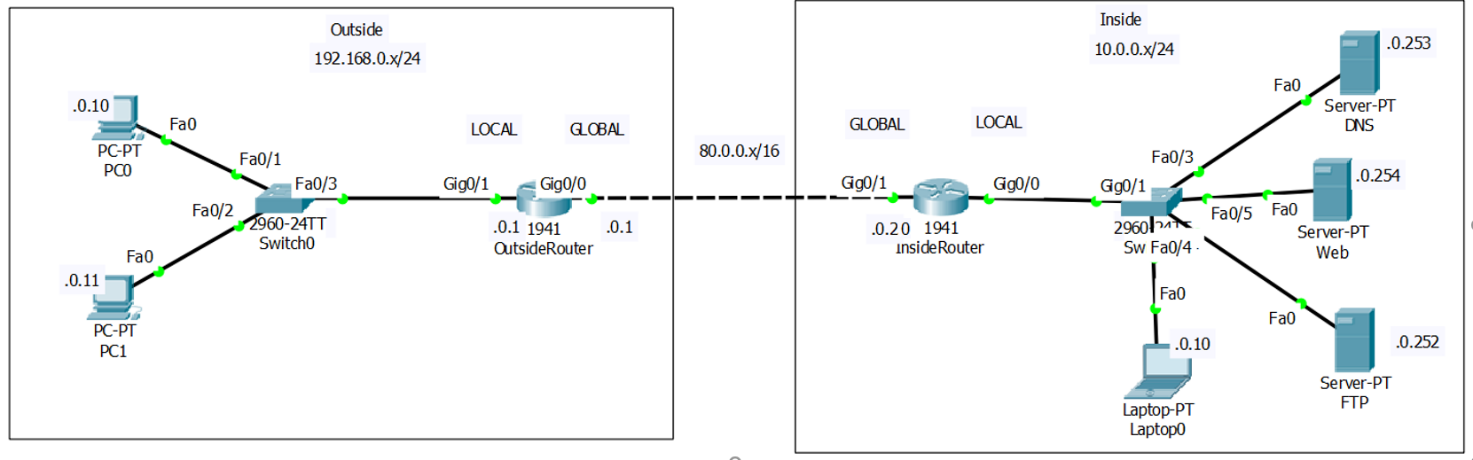 Outside
192.168.0.x/24
.0.10
Fa0
PC-PT
PC0
Fa0/1
Fa0/3
Fa0/2
2960-24TT
Switch0
Fa0
.0.11
PC-PT
PC1
LOCAL
GLOBAL
Gig0/1
Gig0/0
.0.1
1941
.0.1
OutsideRouter
80.0.0.x/16
Inside
10.0.0.x/24
GLOBAL
LOCAL
Gig0/1
Gig0/0
Gig0/1
.0.20
1941
InsideRouter
Fa0/3
Fa0
.0.253
Server-PT
DNS
.0.254
Fa0/5
Fa0
Server-PT
Web
2960-24TT
Fa0/4
Fa0
.0.10
Laptop-PT
Laptop0
Fa0
.0.252
Server-PT
FTP